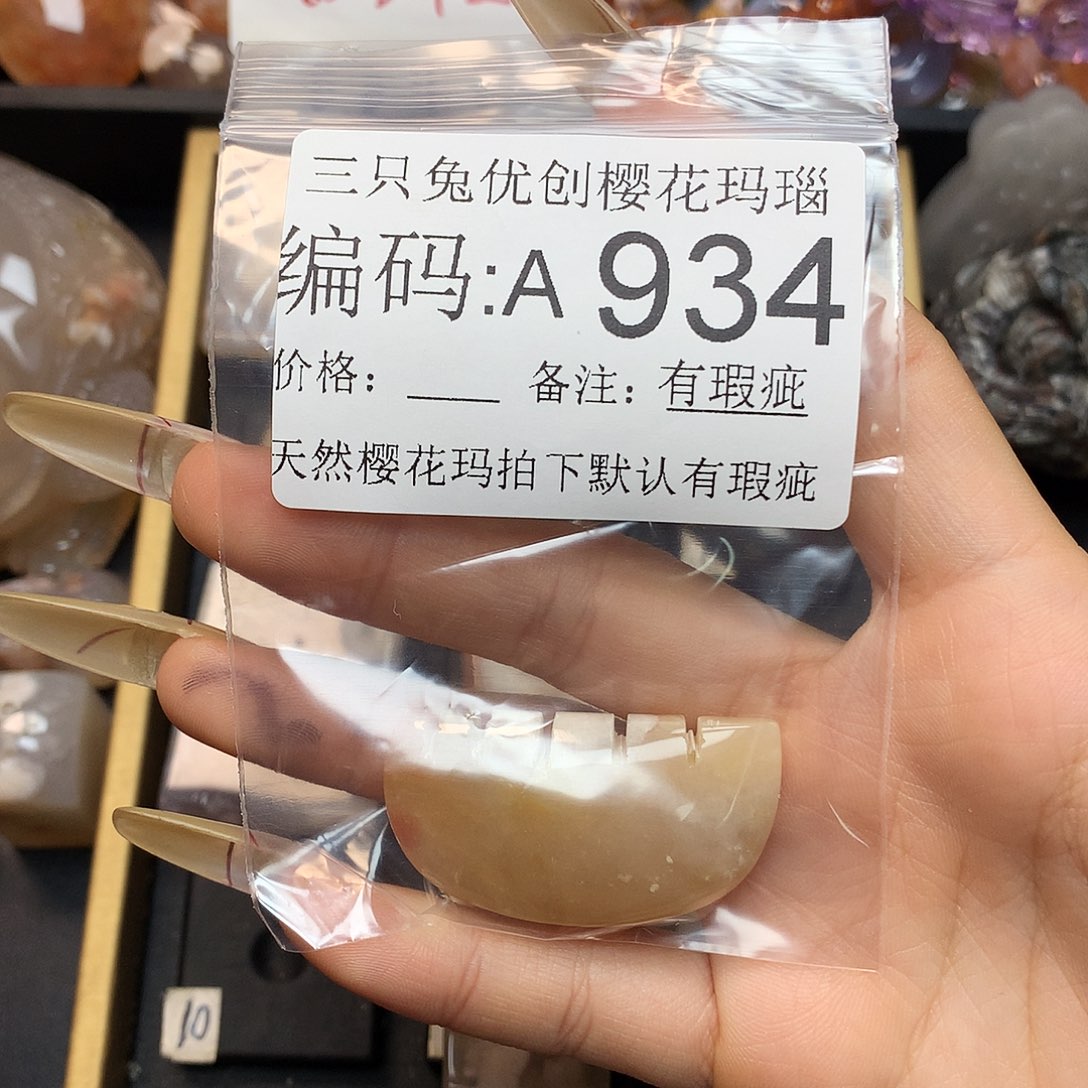 三只兔优创樱花玛瑙
编码:A 934
价格：____ 备注：有瑕疵
天然樱花玛拍下默认有瑕疵
10